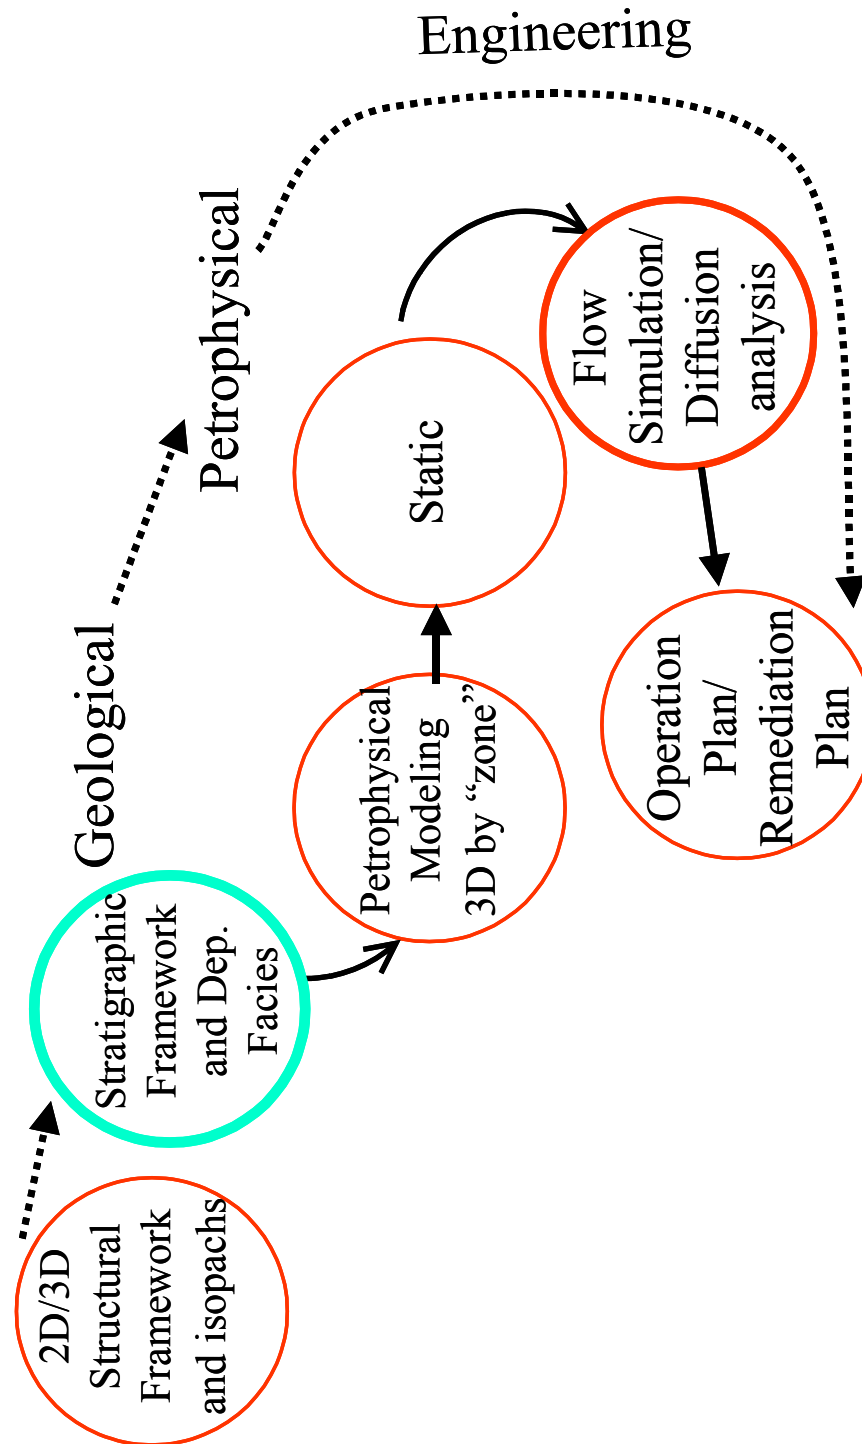 2D/3D
Structural
Framework
and isopachs
Stratigraphic
Framework
and Dep.
Facies
Geological
Petrophysical
Modeling
3D by “zone”
Static
Petrophysical
Flow
Simulation/
Diffusion
analysis
Engineering
Operation
Plan/
Remediation
Plan